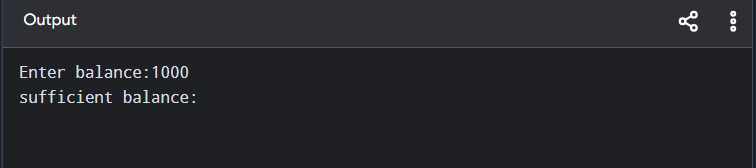 Output
Enter balance:1000
sufficient balance: